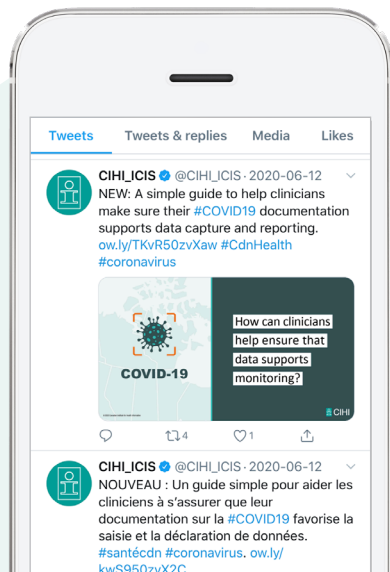 Tweets Tweets & replies Media Likes
CIHI_ICIS @CIHI_ICIS · 2020-06-12
NEW: A simple guide to help clinicians
make sure their #COVID19 documentation
supports data capture and reporting.
ow.ly/TKvR50zvXaw #CdnHealth
#coronavirus
COVID-19
How can clinicians
help ensure that
data supports
monitoring?
CIHI
4 1
CIHI_ICIS @CIHI_ICIS · 2020-06-12
NOUVEAU : Un guide simple pour aider les
cliniciens à s'assurer que leur
documentation sur la #COVID19 favorise la
saisie et la déclaration de données.
#santécdn #coronavirus. ow.ly/
kwS950zvX2C